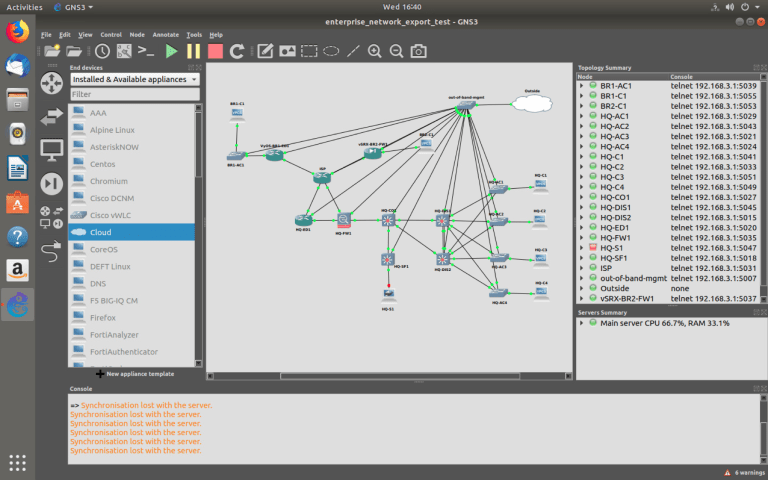 Activities
GNS3
Wed 16:40
enterprise_network_export_test - GNS3
File Edit View Control Node Annotate Tools Help
End devices
Installed & Available appliances
Filter
AAA
Alpine Linux
AsteriskNOW
Centos
Chromium
Cisco DCNM
Cisco vWLC
Cloud
CoreOS
DEFT Linux
DNS
F5 BIG-IQ CM
Firefox
FortiAnalyzer
FortiAuthenticator
New appliance template
out-of-band-mgmt
Outside
BR1-C1
BR1-AC1
vSRX-BR2-FW1
ISP
HQ-ED1
HQ-FW1
HQ-CO1
HQ-DIS2
HQ-SF1
HQ-S1
HQ-AC1
HQ-AC2
HQ-AC3
HQ-AC4
HQ-C1
HQ-C2
HQ-C3
HQ-C4
Topology Summary
Node Console
BR1-AC1 telnet 192.168.3.1:5039
BR1-C1 telnet 192.168.3.1:5055
BR2-C1 telnet 192.168.3.1:5053
HQ-AC1 telnet 192.168.3.1:5029
HQ-AC2 telnet 192.168.3.1:5043
HQ-AC3 telnet 192.168.3.1:5021
HQ-AC4 telnet 192.168.3.1:5024
HQ-C1 telnet 192.168.3.1:5041
HQ-C2 telnet 192.168.3.1:5033
HQ-C3 telnet 192.168.3.1:5051
HQ-C4 telnet 192.168.3.1:5049
HQ-CO1 telnet 192.168.3.1:5027
HQ-DIS1 telnet 192.168.3.1:5045
HQ-DIS2 telnet 192.168.3.1:5015
HQ-ED1 telnet 192.168.3.1:5020
HQ-FW1 telnet 192.168.3.1:5035
HQ-S1 telnet 192.168.3.1:5047
HQ-SF1 telnet 192.168.3.1:5018
ISP telnet 192.168.3.1:5031
out-of-band-mgmt telnet 192.168.3.1:5007
Outside none
vSRX-BR2-FW1 telnet 192.168.3.1:5037
Servers Summary
Main server CPU 66.7%, RAM 33.1%
Console
=> Synchronisation lost with the server.
Synchronisation lost with the server.
Synchronisation lost with the server.
Synchronisation lost with the server.
Synchronisation lost with the server.
Synchronisation lost with the server.
6 warnings